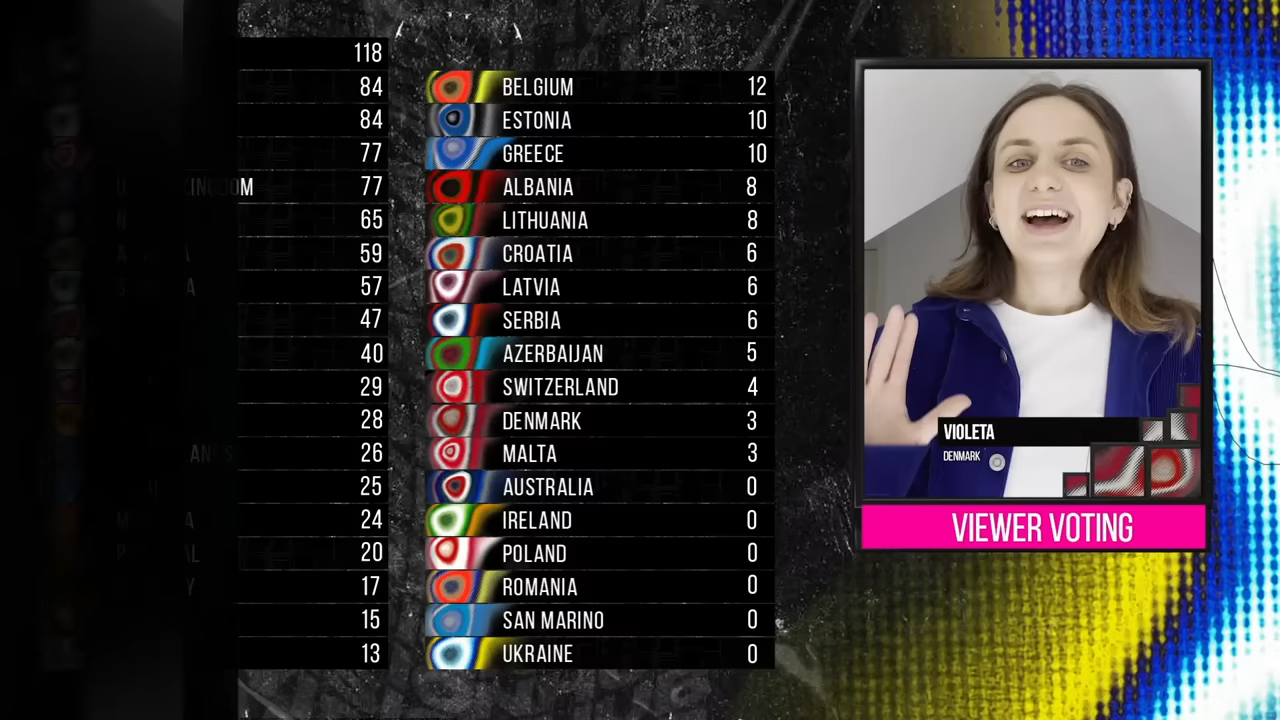 118
84
84
77
77
65
59
57
47
40
29
28
26
25
24
20
17
15
13
BELGIUM 12
ESTONIA 10
GREECE 10
ALBANIA 8
LITHUANIA 8
CROATIA 6
LATVIA 6
SERBIA 6
AZERBAIJAN 5
SWITZERLAND 4
DENMARK 3
MALTA 3
AUSTRALIA 0
IRELAND 0
POLAND 0
ROMANIA 0
SAN MARINO 0
UKRAINE 0
VIOLETA
DENMARK
VIEWER VOTING